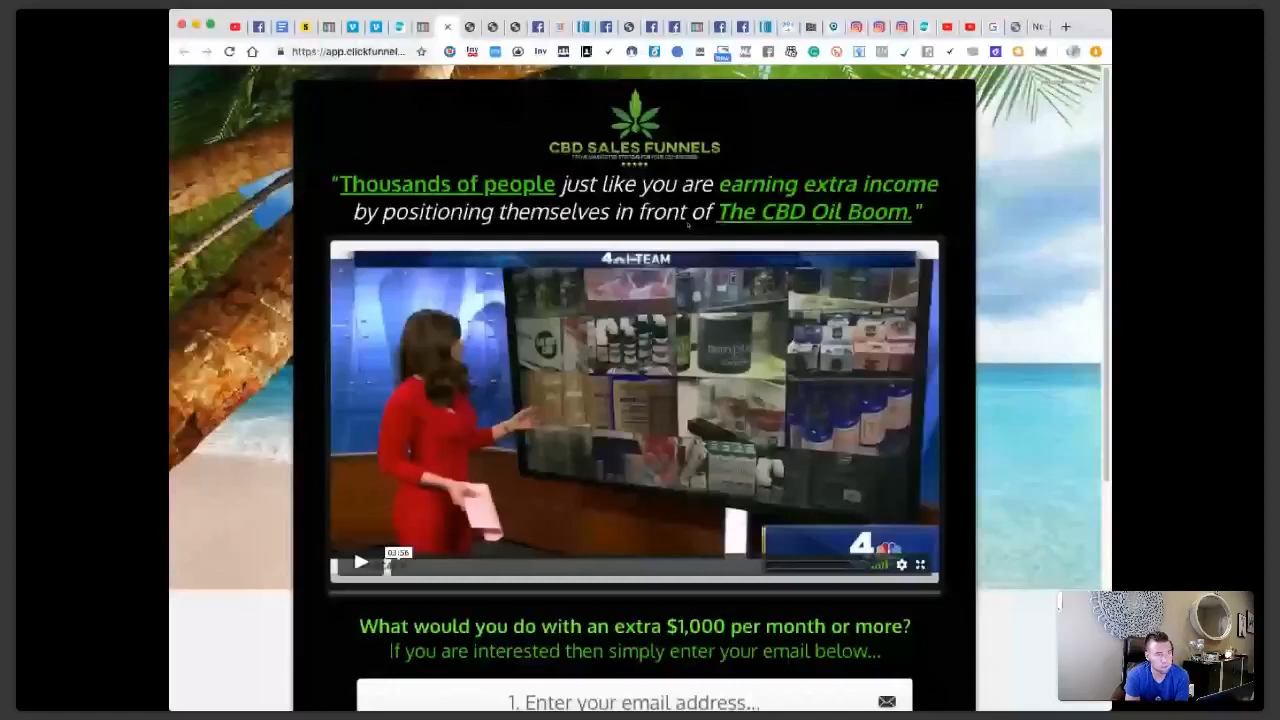 https://app.clickfunnel...
Inv
Inv
G
CBD SALES FUNNELS
"Thousands of people just like you are earning extra income
by positioning themselves in front of The CBD Oil Boom."
4 I-TEAM
03:56
4
What would you do with an extra $1,000 per month or more?
If you are interested then simply enter your email below...
1. Enter your email address...